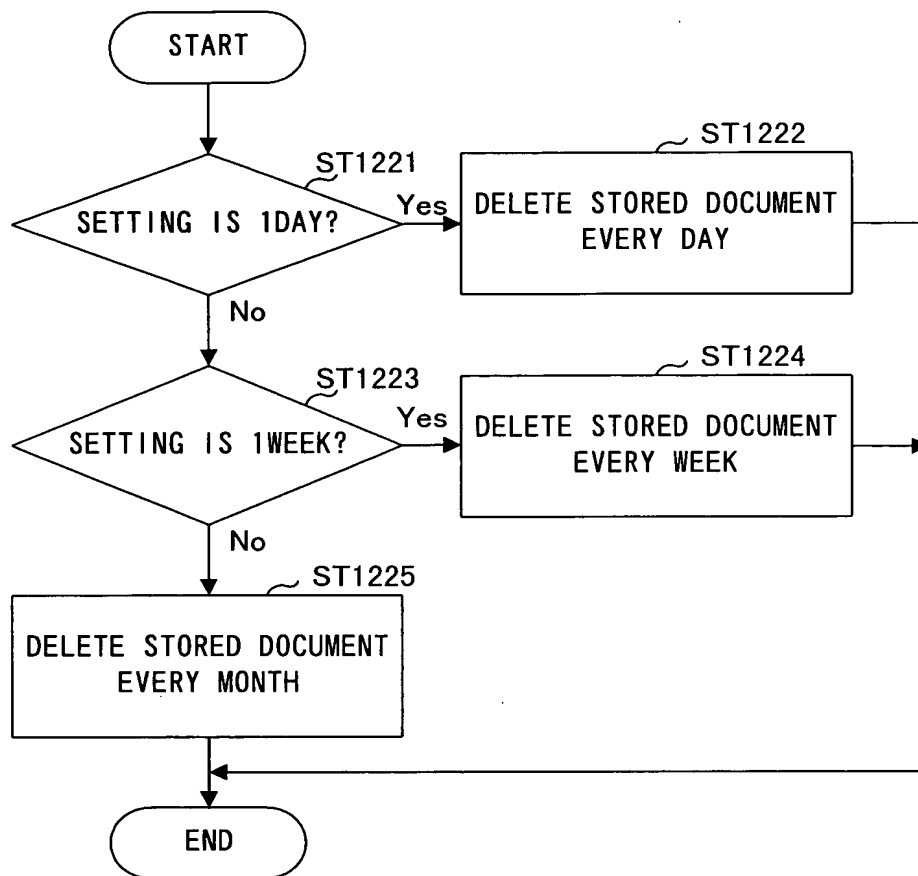 START
ST1221
SETTING IS 1DAY?
Yes
ST1222
DELETE STORED DOCUMENT
EVERY DAY
No
ST1223
SETTING IS 1WEEK?
Yes
ST1224
DELETE STORED DOCUMENT
EVERY WEEK
No
ST1225
DELETE STORED DOCUMENT
EVERY MONTH
END